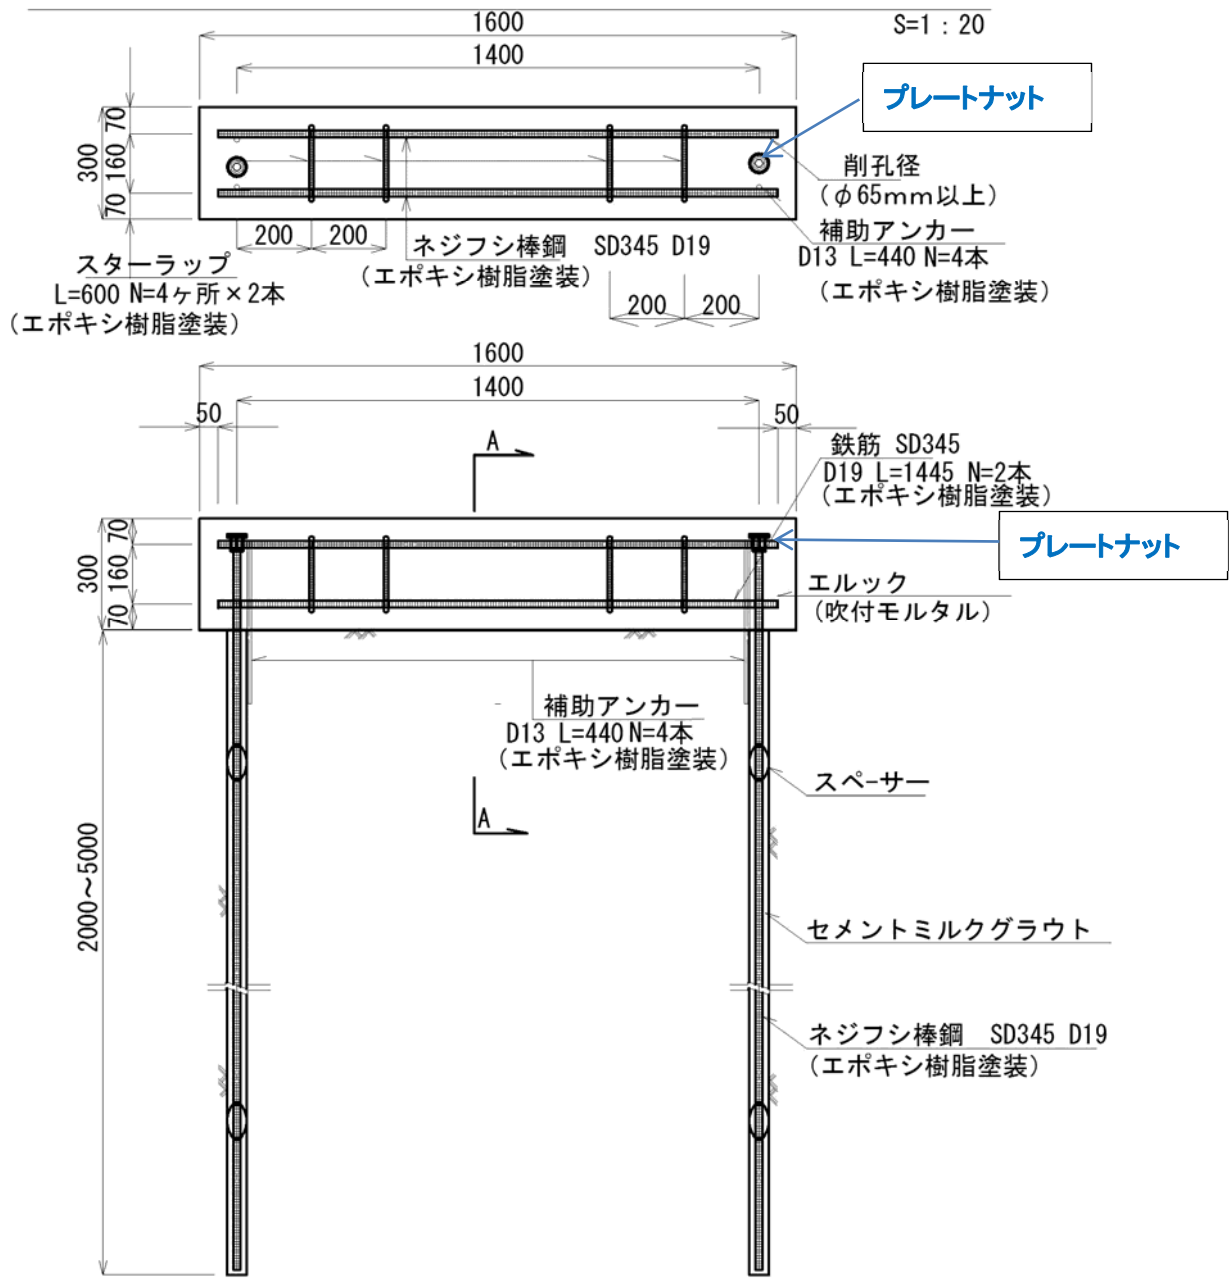 1600
S=1 : 20
1400
プレートナット
70
300
160
70
削孔径
(φ65mm以上)
補助アンカー
D13 L=440 N=4本
(エポキシ樹脂塗装)
200
200
ネジフシ棒鋼 SD345 D19
(エポキシ樹脂塗装)
スターラップ
L=600 N=4ヶ所×2本
(エポキシ樹脂塗装)
200
200
1600
1400
50
50
A
鉄筋 SD345
D19 L=1445 N=2本
(エポキシ樹脂塗装)
プレートナット
70
300
160
70
エルック
(吹付モルタル)
補助アンカー
D13 L=440 N=4本
(エポキシ樹脂塗装)
スペーサー
A
2000~5000
セメントミルクグラウト
ネジフシ棒鋼 SD345 D19
(エポキシ樹脂塗装)